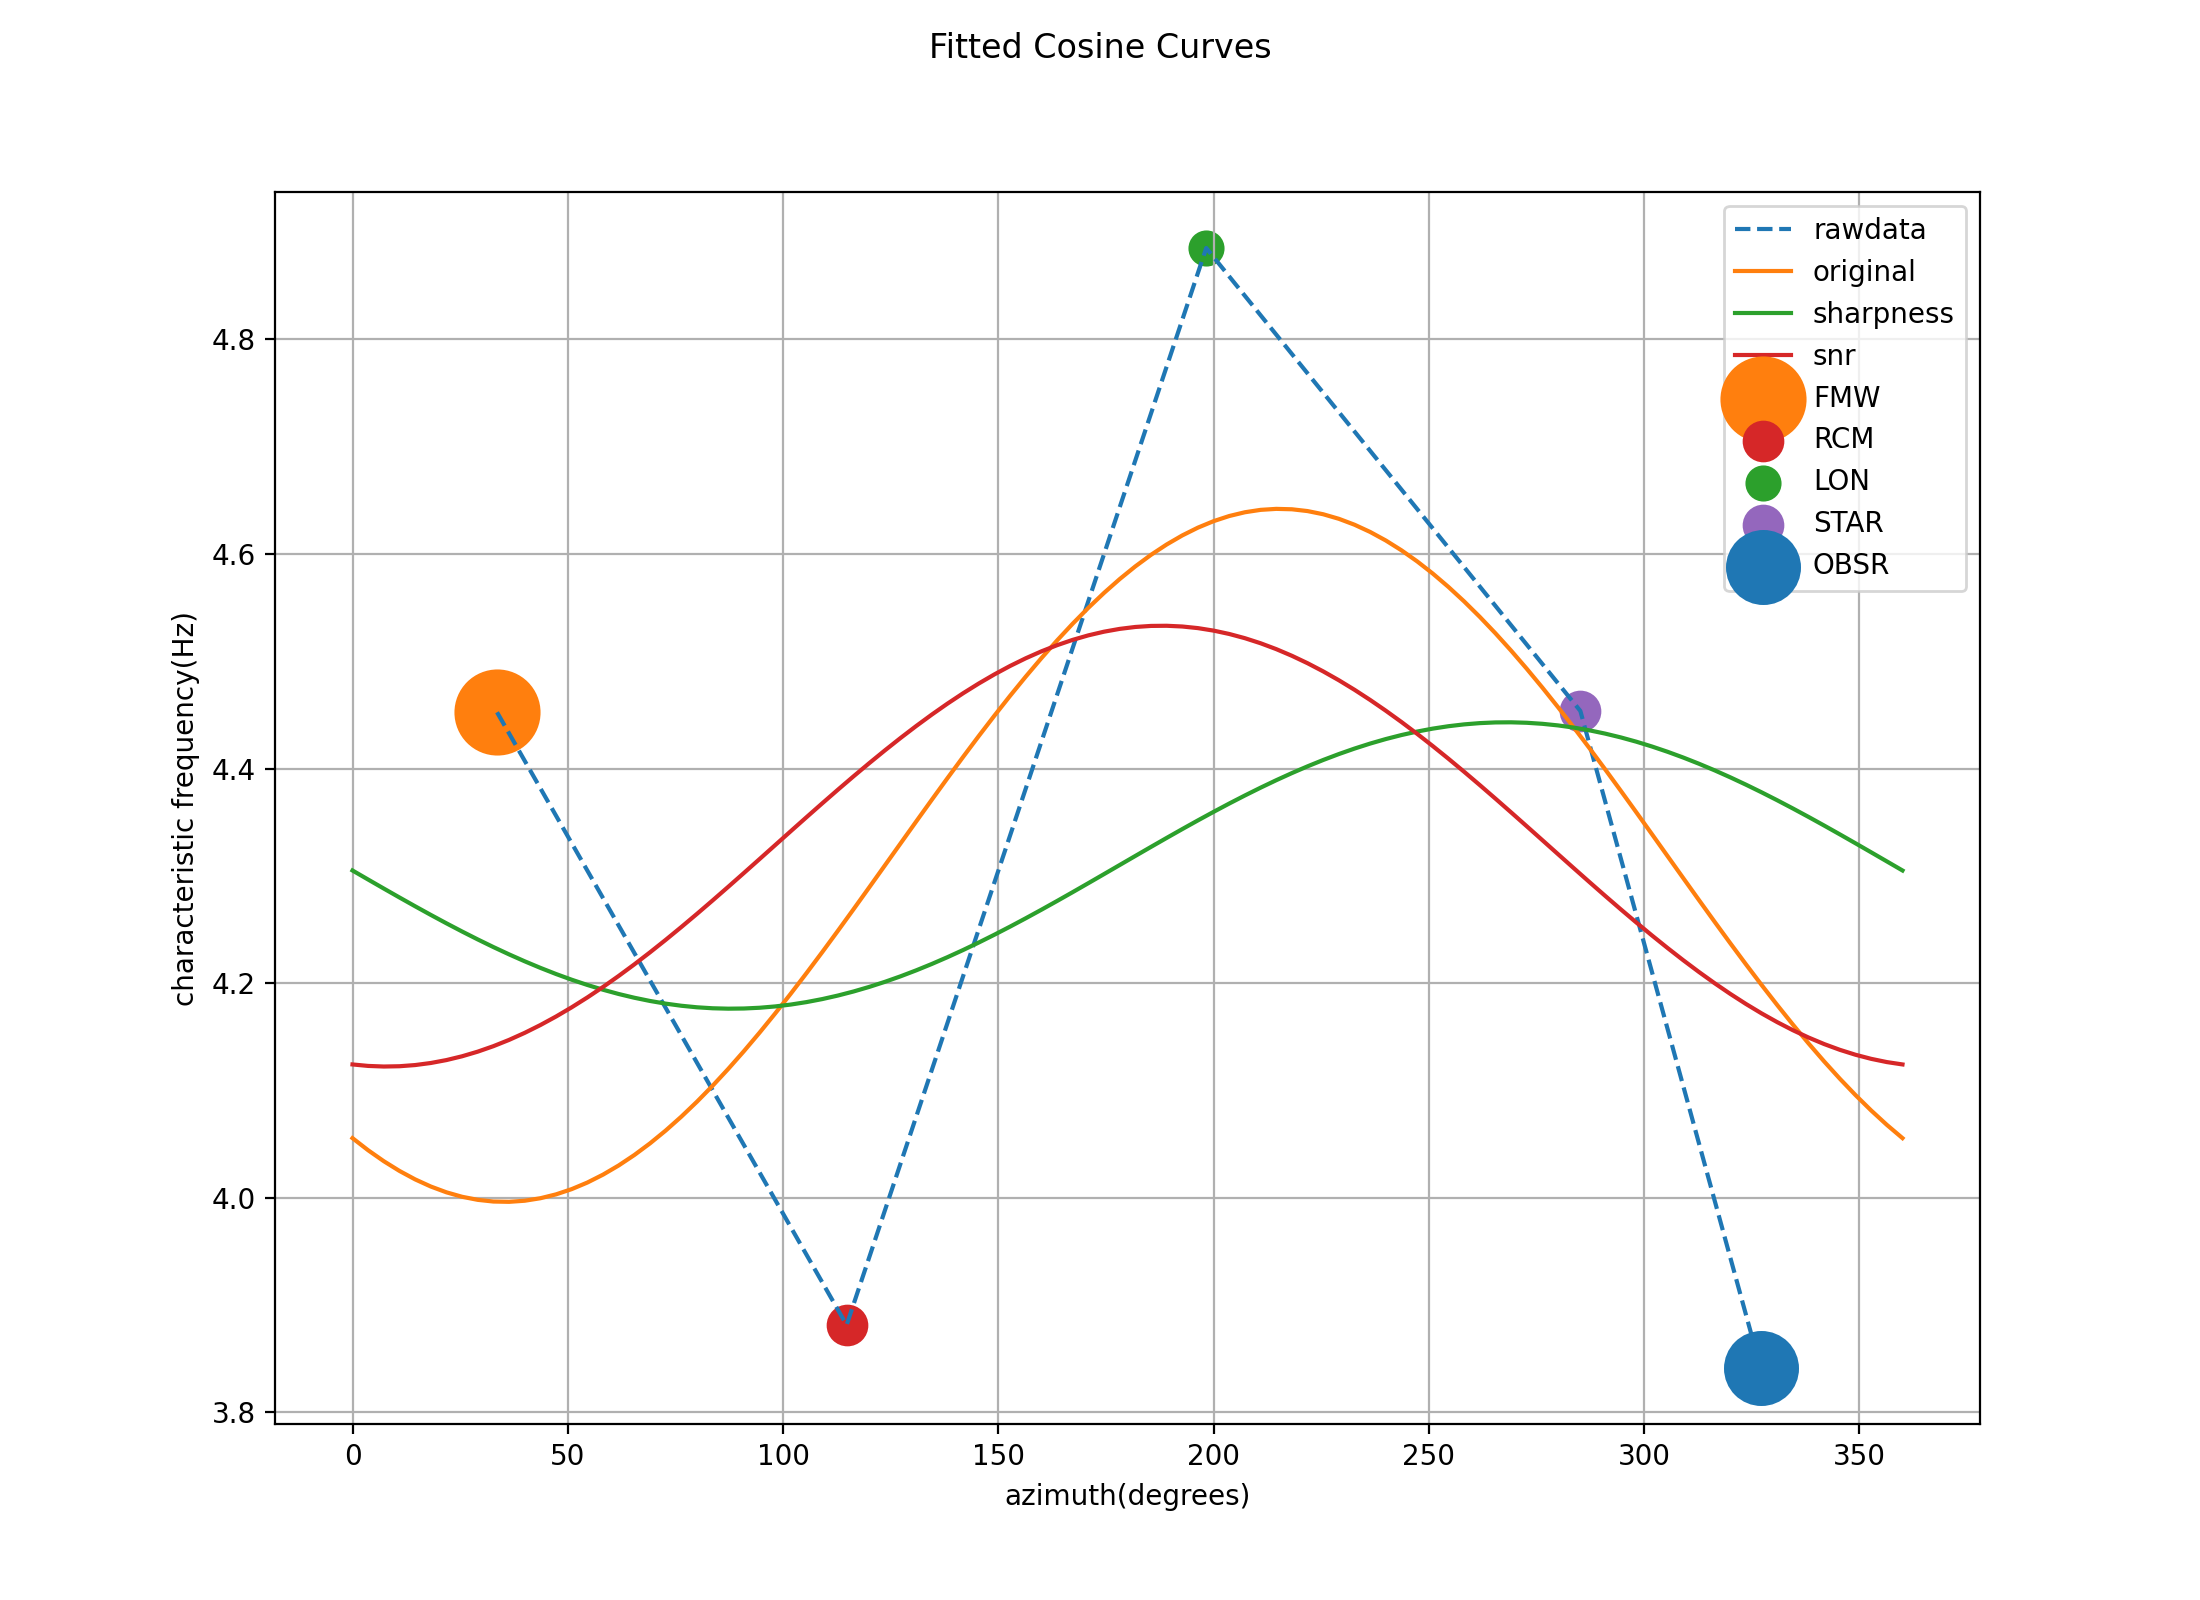 Fitted Cosine Curves
rawdata
original
sharpness
snr
FMW
RCM
LON
STAR
OBSR
characteristic frequency(Hz)
4.8
4.6
4.4
4.2
4.0
3.8
0 50 100 150 200 250 300 350
azimuth(degrees)